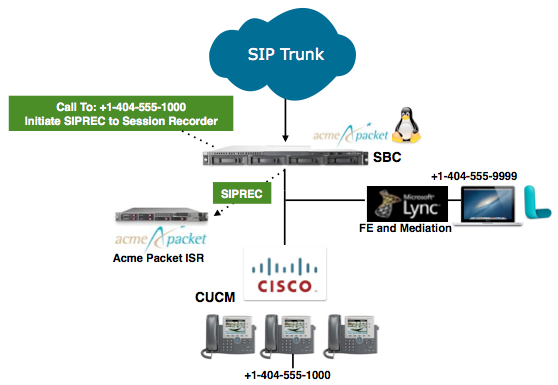 SIP Trunk
Call To: +1-404-555-1000
Initiate SIPREC to Session Recorder
acme packet
SBC
+1-404-555-9999
SIPREC
Microsoft
Lync
FE and Mediation
acme packet
Acme Packet ISR
CISCO
CUCM
+1-404-555-1000